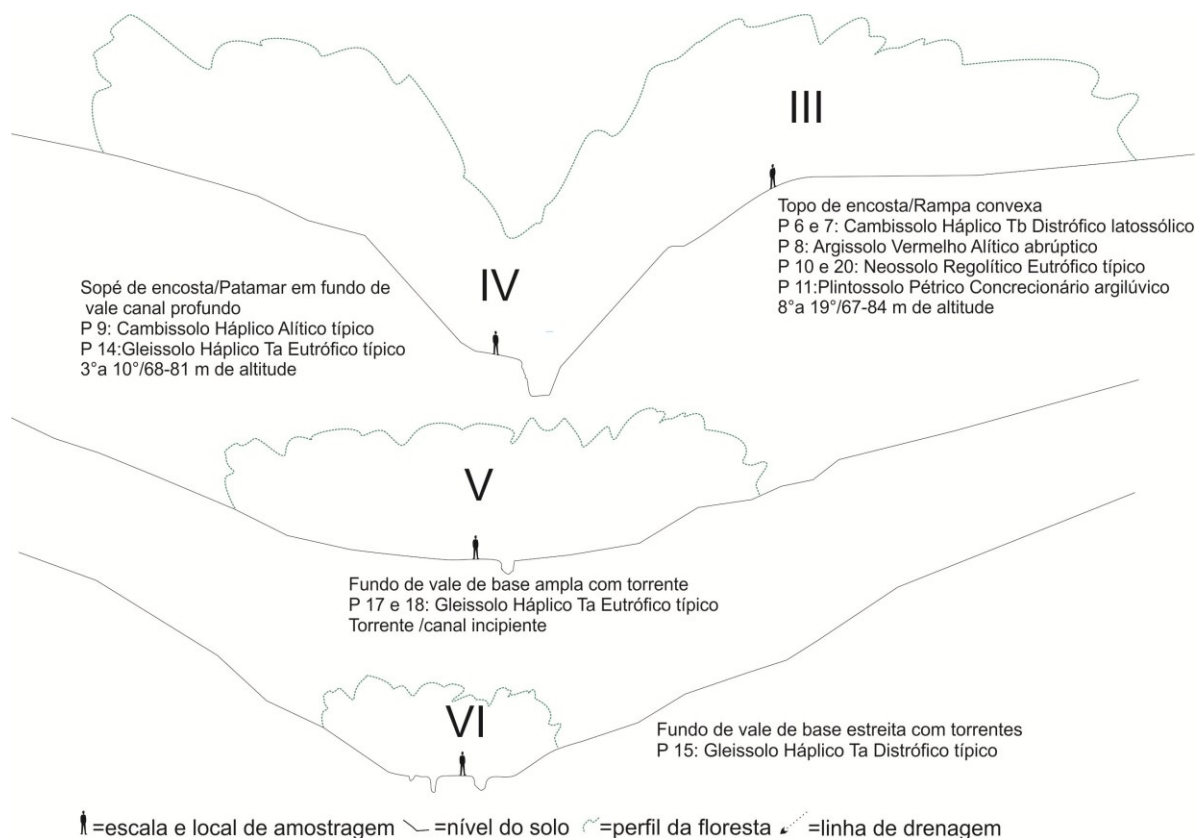 III
Topo de encosta/Rampa convexa
P 6 e 7: Cambissolo Háplico Tb Distrófico latossólico
P 8: Argissolo Vermelho Alítico abrúptico
P 10 e 20: Neossolo Regolítico Eutrófico típico
P 11:Plintossolo Pétrico Concrecionário argilúvico
8°a 19°/67-84 m de altitude
IV
Sopé de encosta/Patamar em fundo de
vale canal profundo
P 9: Cambissolo Háplico Alítico típico
P 14:Gleissolo Háplico Ta Eutrófico típico
3°a 10°/68-81 m de altitude
V
Fundo de vale de base ampla com torrente
P 17 e 18: Gleissolo Háplico Ta Eutrófico típico
Torrente /canal incipiente
VI
Fundo de vale de base estreita com torrentes
P 15: Gleissolo Háplico Ta Distrófico típico
=escala e local de amostragem =nível do solo =perfil da floresta =linha de drenagem